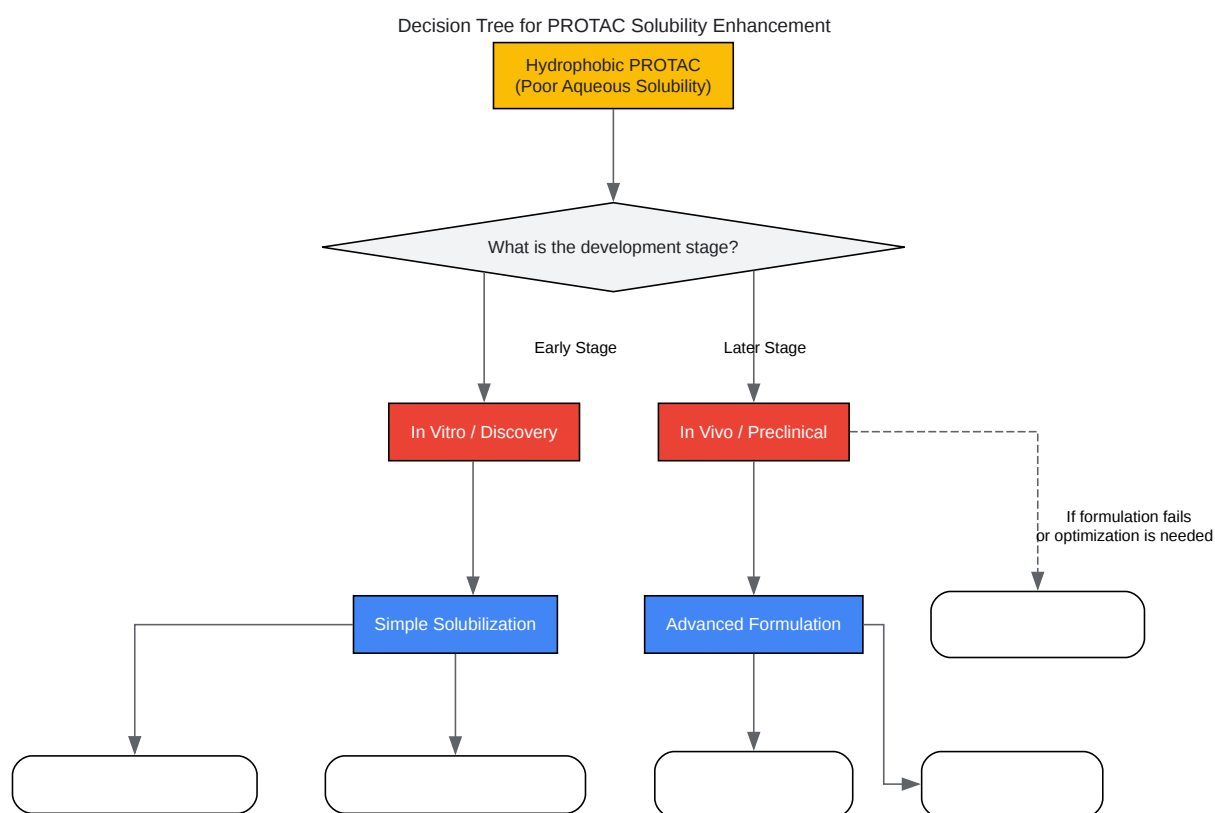 Decision Tree for PROTAC Solubility Enhancement
Hydrophobic PROTAC
(Poor Aqueous Solubility)
What is the development stage?
Early Stage
Later Stage
In Vitro / Discovery
In Vivo / Preclinical
If formulation fails
or optimization is needed
Simple Solubilization
Advanced Formulation